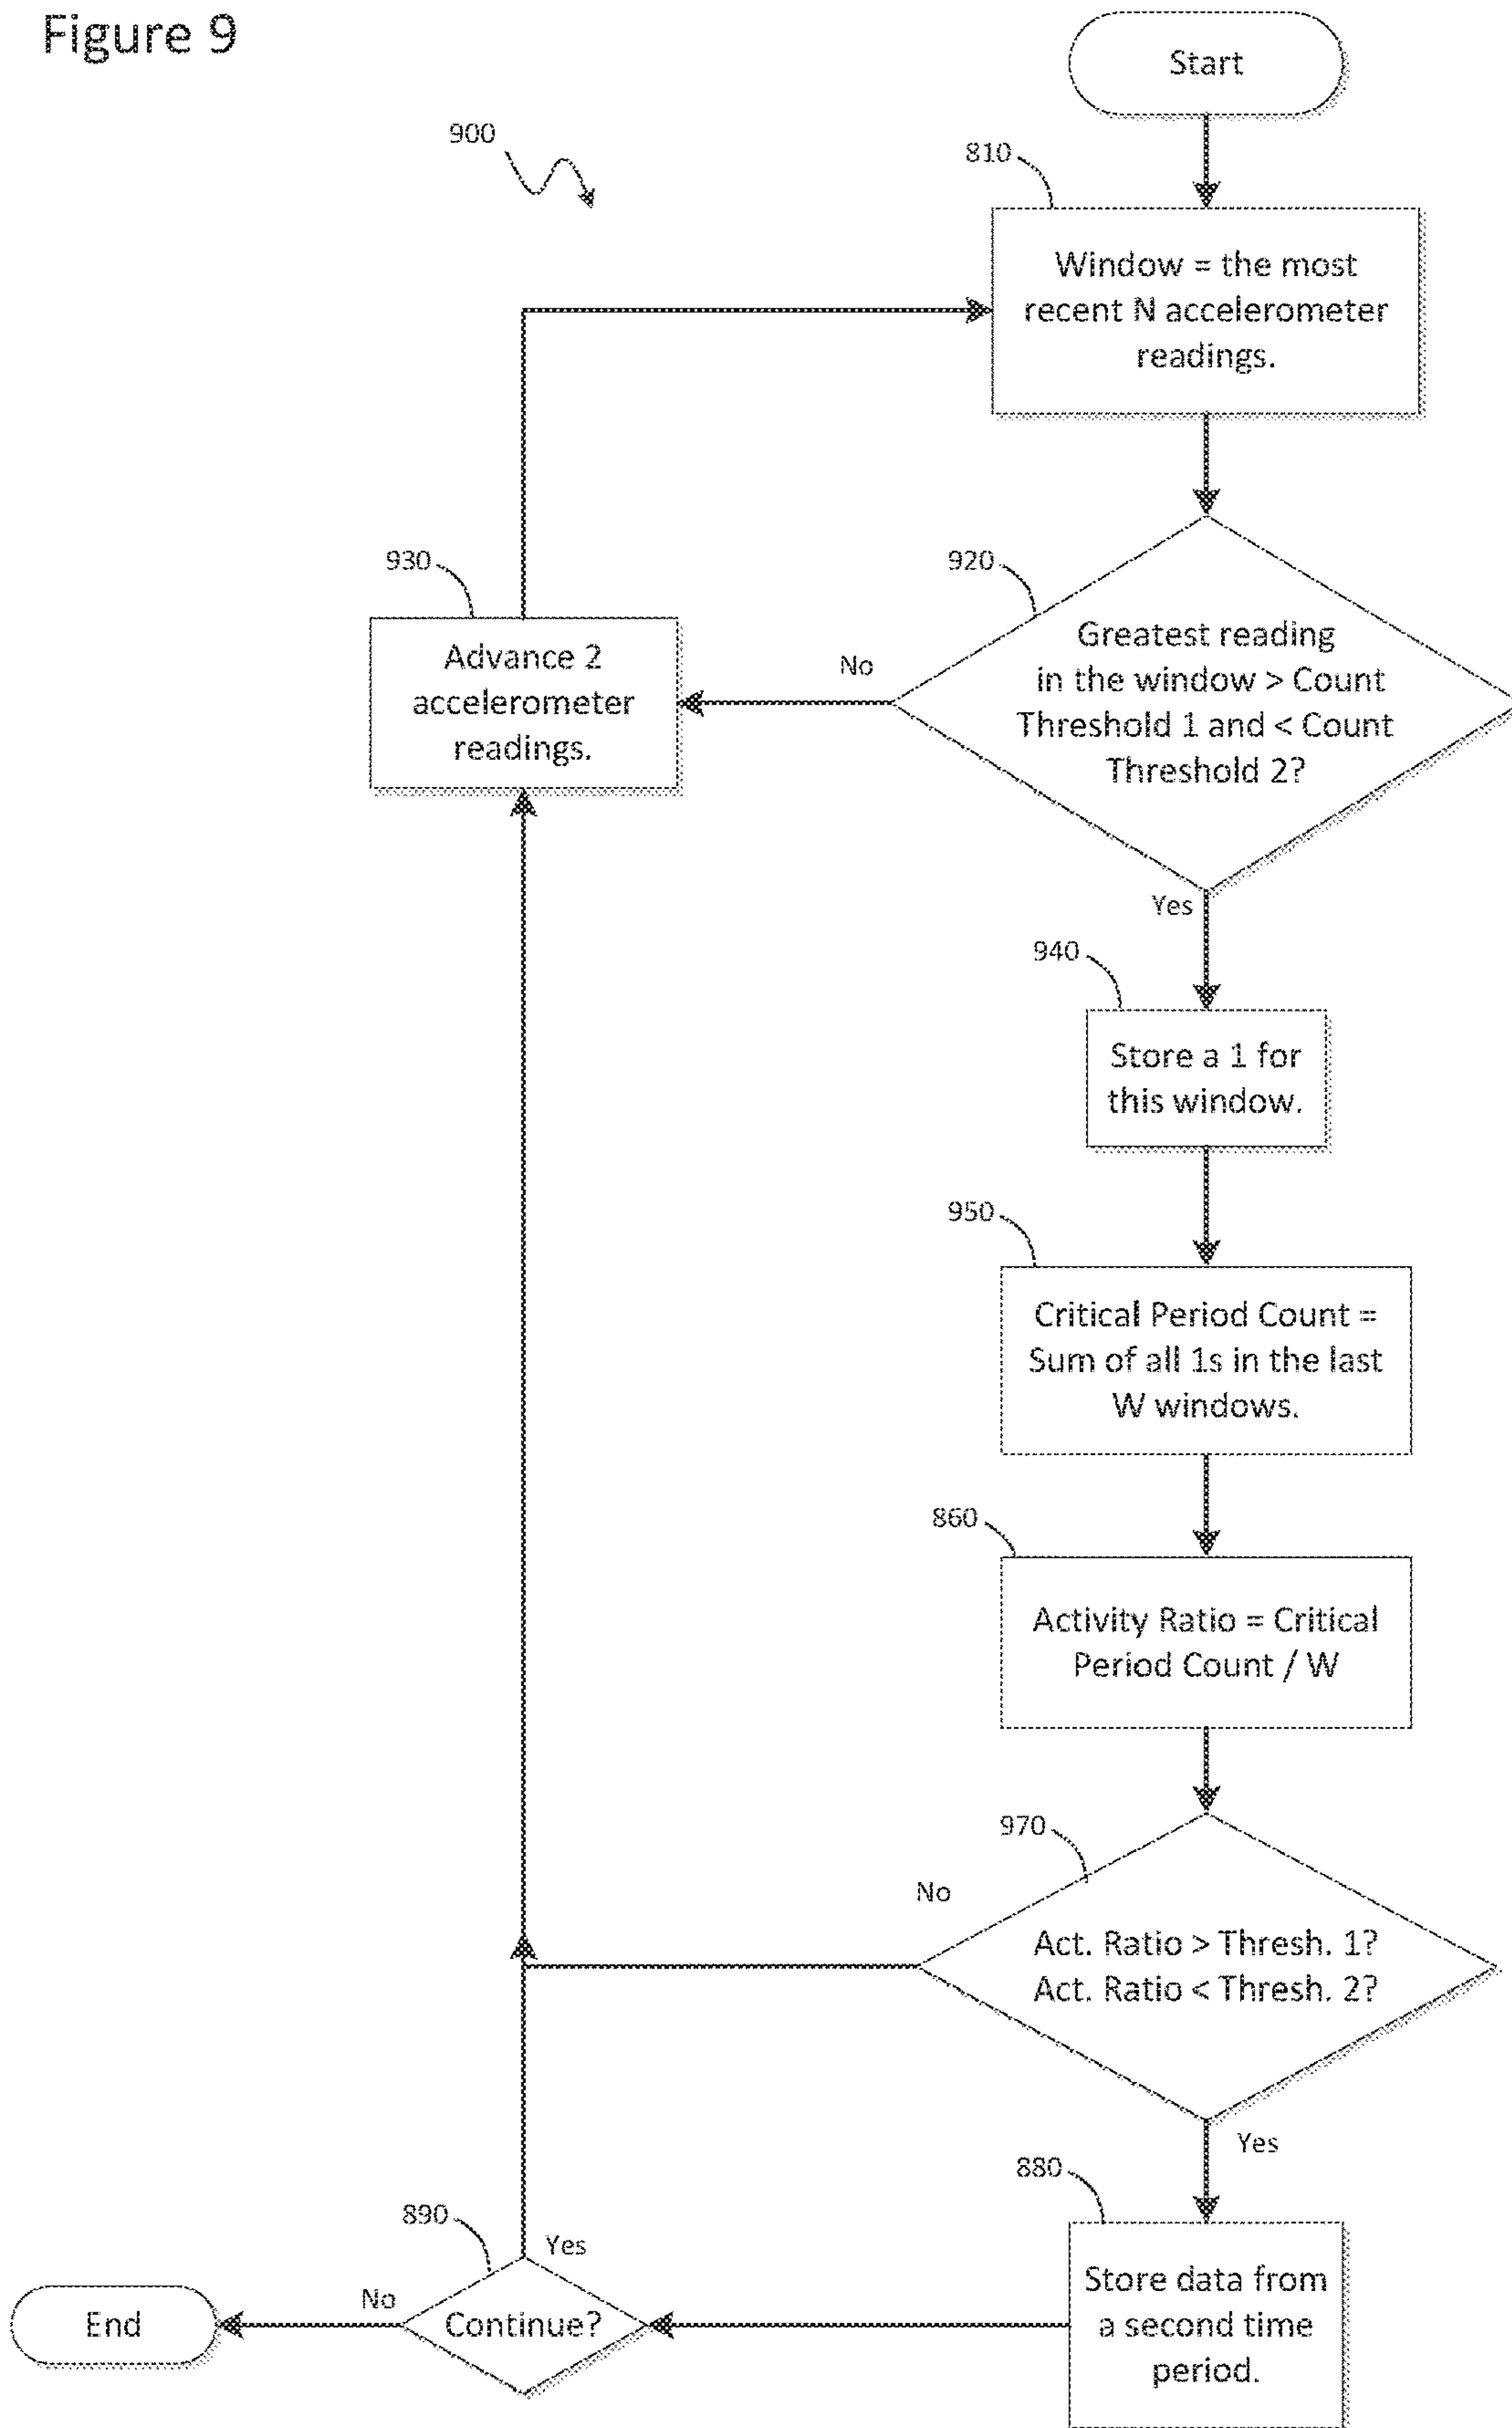 Figure 9
Start
900
810
Window = the most
recent N accelerometer
readings.
930
920
Advance 2
accelerometer
readings.
No
Greatest reading
in the window > Count
Threshold 1 and < Count
Threshold 2?
Yes
940
Store a 1 for
this window.
950
Critical Period Count =
Sum of all 1s in the last
W windows.
860
Activity Ratio = Critical
Period Count / W
970
No
Act. Ratio > Thresh. 1?
Act. Ratio < Thresh. 2?
Yes
880
890
Yes
Store data from
a second time
period.
No
Continue?
End